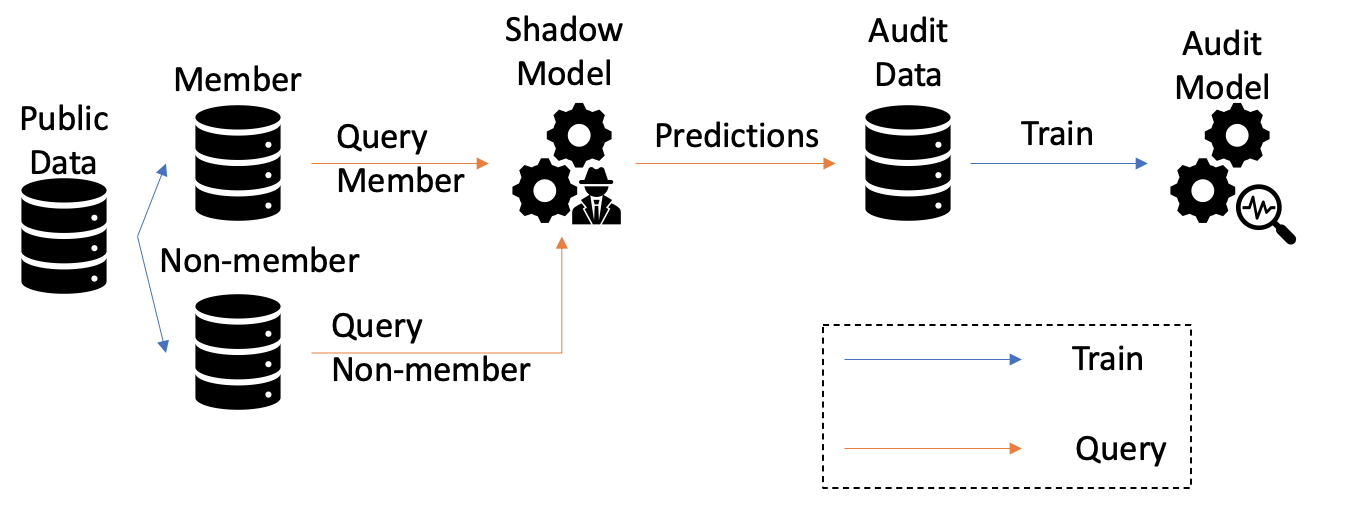 Public
Data
Member
Non-member
Query
Member
Query
Non-member
Shadow
Model
Predictions
Audit
Data
Train
Audit
Model
Train
Query